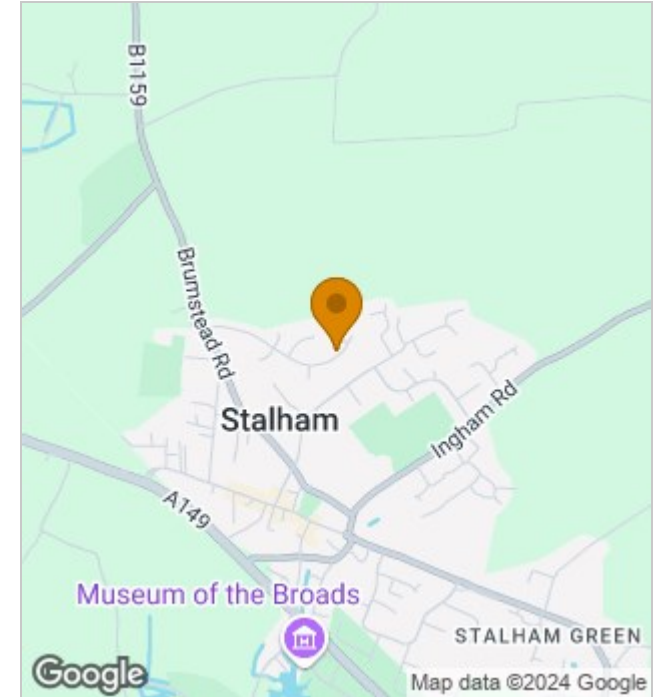 B1159
Brumstead Rd
Stalham
Ingham Rd
A149
Museum of the Broads
STALHAM GREEN
Google
Map data ©2024 Google